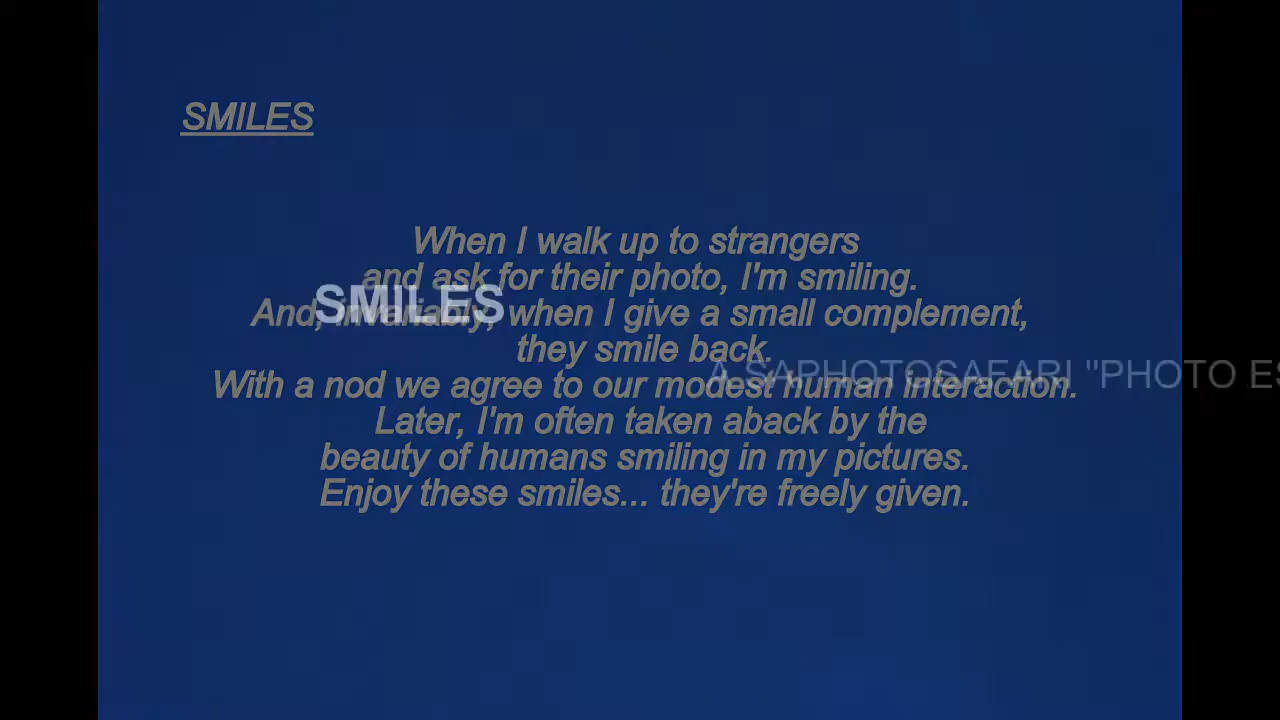 SMILES
When I walk up to strangers
and ask for their photo, I'm smiling.
SMILES
And, invariably, when I give a small complement,
they smile back.
A SAPHOTOSAFARI "PHOTO ES
With a nod we agree to our modest human interaction.
Later, I'm often taken aback by the
beauty of humans smiling in my pictures.
Enjoy these smiles... they're freely given.